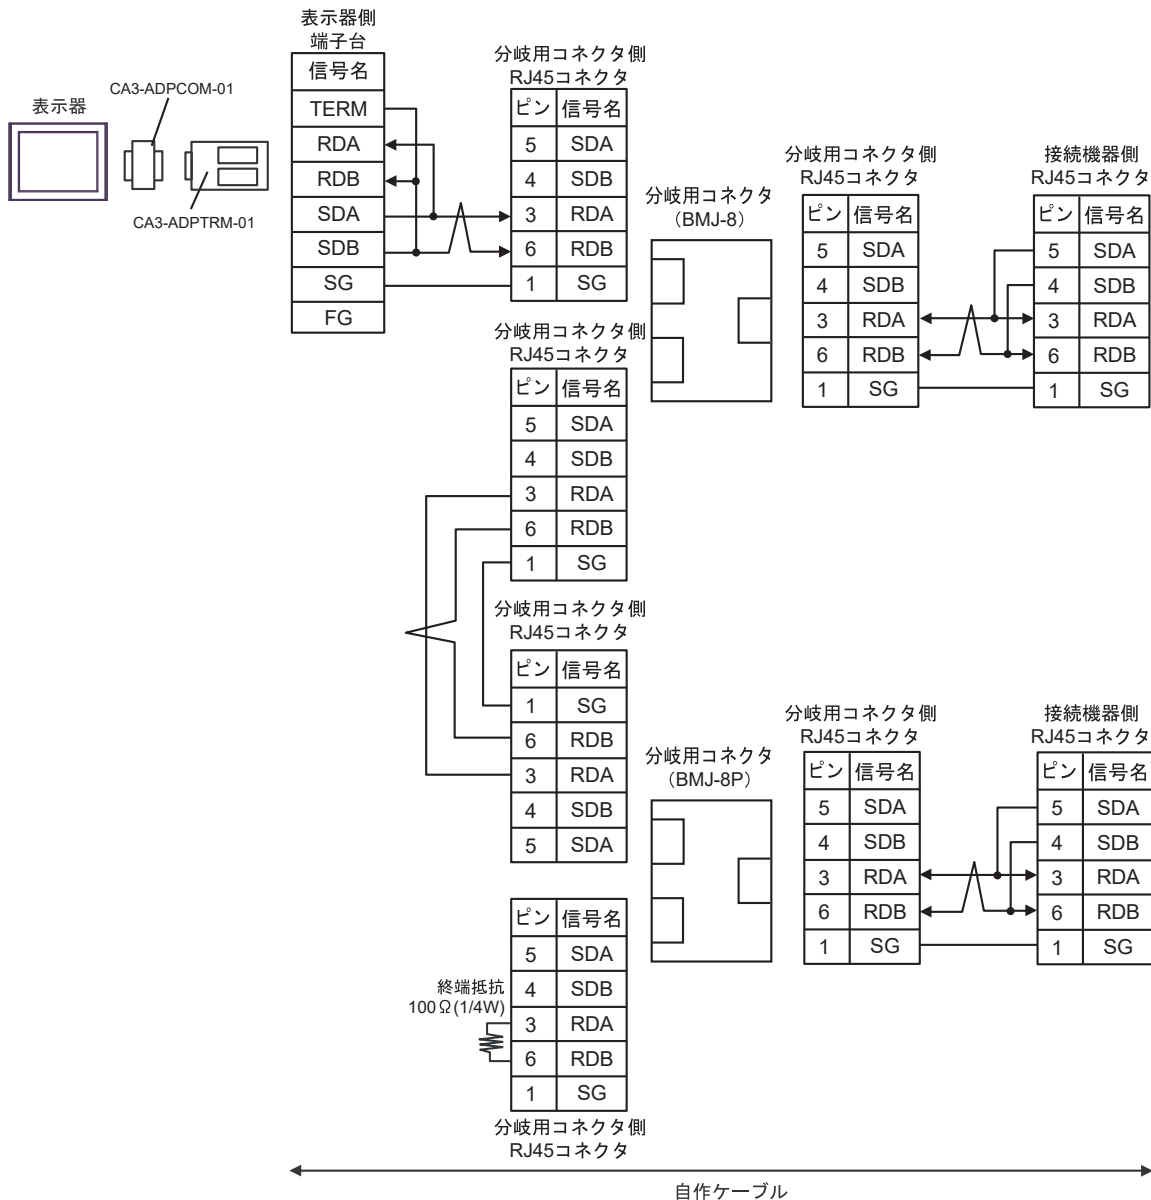 表示器
CA3-ADPCOM-01
CA3-ADPTRM-01
表示器側
端子台
信号名
TERM
RDA
RDB
SDA
SDB
SG
FG
分岐用コネクタ側
RJ45コネクタ
ピン 信号名
5 SDA
4 SDB
3 RDA
6 RDB
1 SG
分岐用コネクタ
（BMJ-8）
分岐用コネクタ側
RJ45コネクタ
ピン 信号名
5 SDA
4 SDB
3 RDA
6 RDB
1 SG
接続機器側
RJ45コネクタ
ピン 信号名
5 SDA
4 SDB
3 RDA
6 RDB
1 SG
分岐用コネクタ側
RJ45コネクタ
ピン 信号名
5 SDA
4 SDB
3 RDA
6 RDB
1 SG
分岐用コネクタ側
RJ45コネクタ
ピン 信号名
1 SG
6 RDB
3 RDA
4 SDB
5 SDA
分岐用コネクタ
（BMJ-8P）
分岐用コネクタ側
RJ45コネクタ
ピン 信号名
5 SDA
4 SDB
3 RDA
6 RDB
1 SG
接続機器側
RJ45コネクタ
ピン 信号名
5 SDA
4 SDB
3 RDA
6 RDB
1 SG
終端抵抗
100Ω(1/4W)
ピン 信号名
5 SDA
4 SDB
3 RDA
6 RDB
1 SG
分岐用コネクタ側
RJ45コネクタ
自作ケーブル